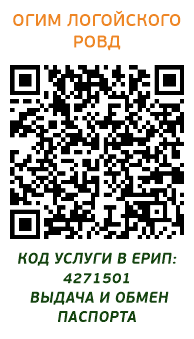 ОГИМ ЛОГОЙСКОГО
РОВД
КОД УСЛУГИ В ЕРИП:
4271501
ВЫДАЧА И ОБМЕН
ПАСПОРТА